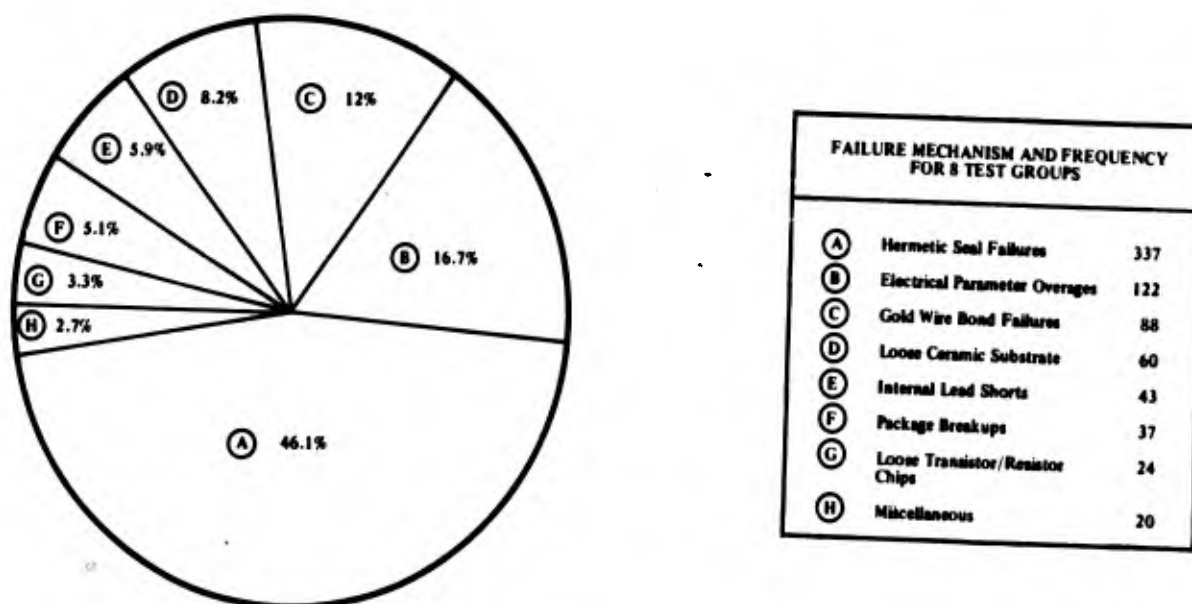 D 8.2%
C 12%
E 5.9%
B 16.7%
F 5.1%
G 3.3%
H 2.7%
A 46.1%
FAILURE MECHANISM AND FREQUENCY
FOR 8 TEST GROUPS
A Hermetic Seal Failures 337
B Electrical Parameter Overages 122
C Gold Wire Bond Failures 88
D Loose Ceramic Substrate 60
E Internal Lead Shorts 43
F Package Breakups 37
G Loose Transistor/Resistor 24
Chips
H Miscellaneous 20